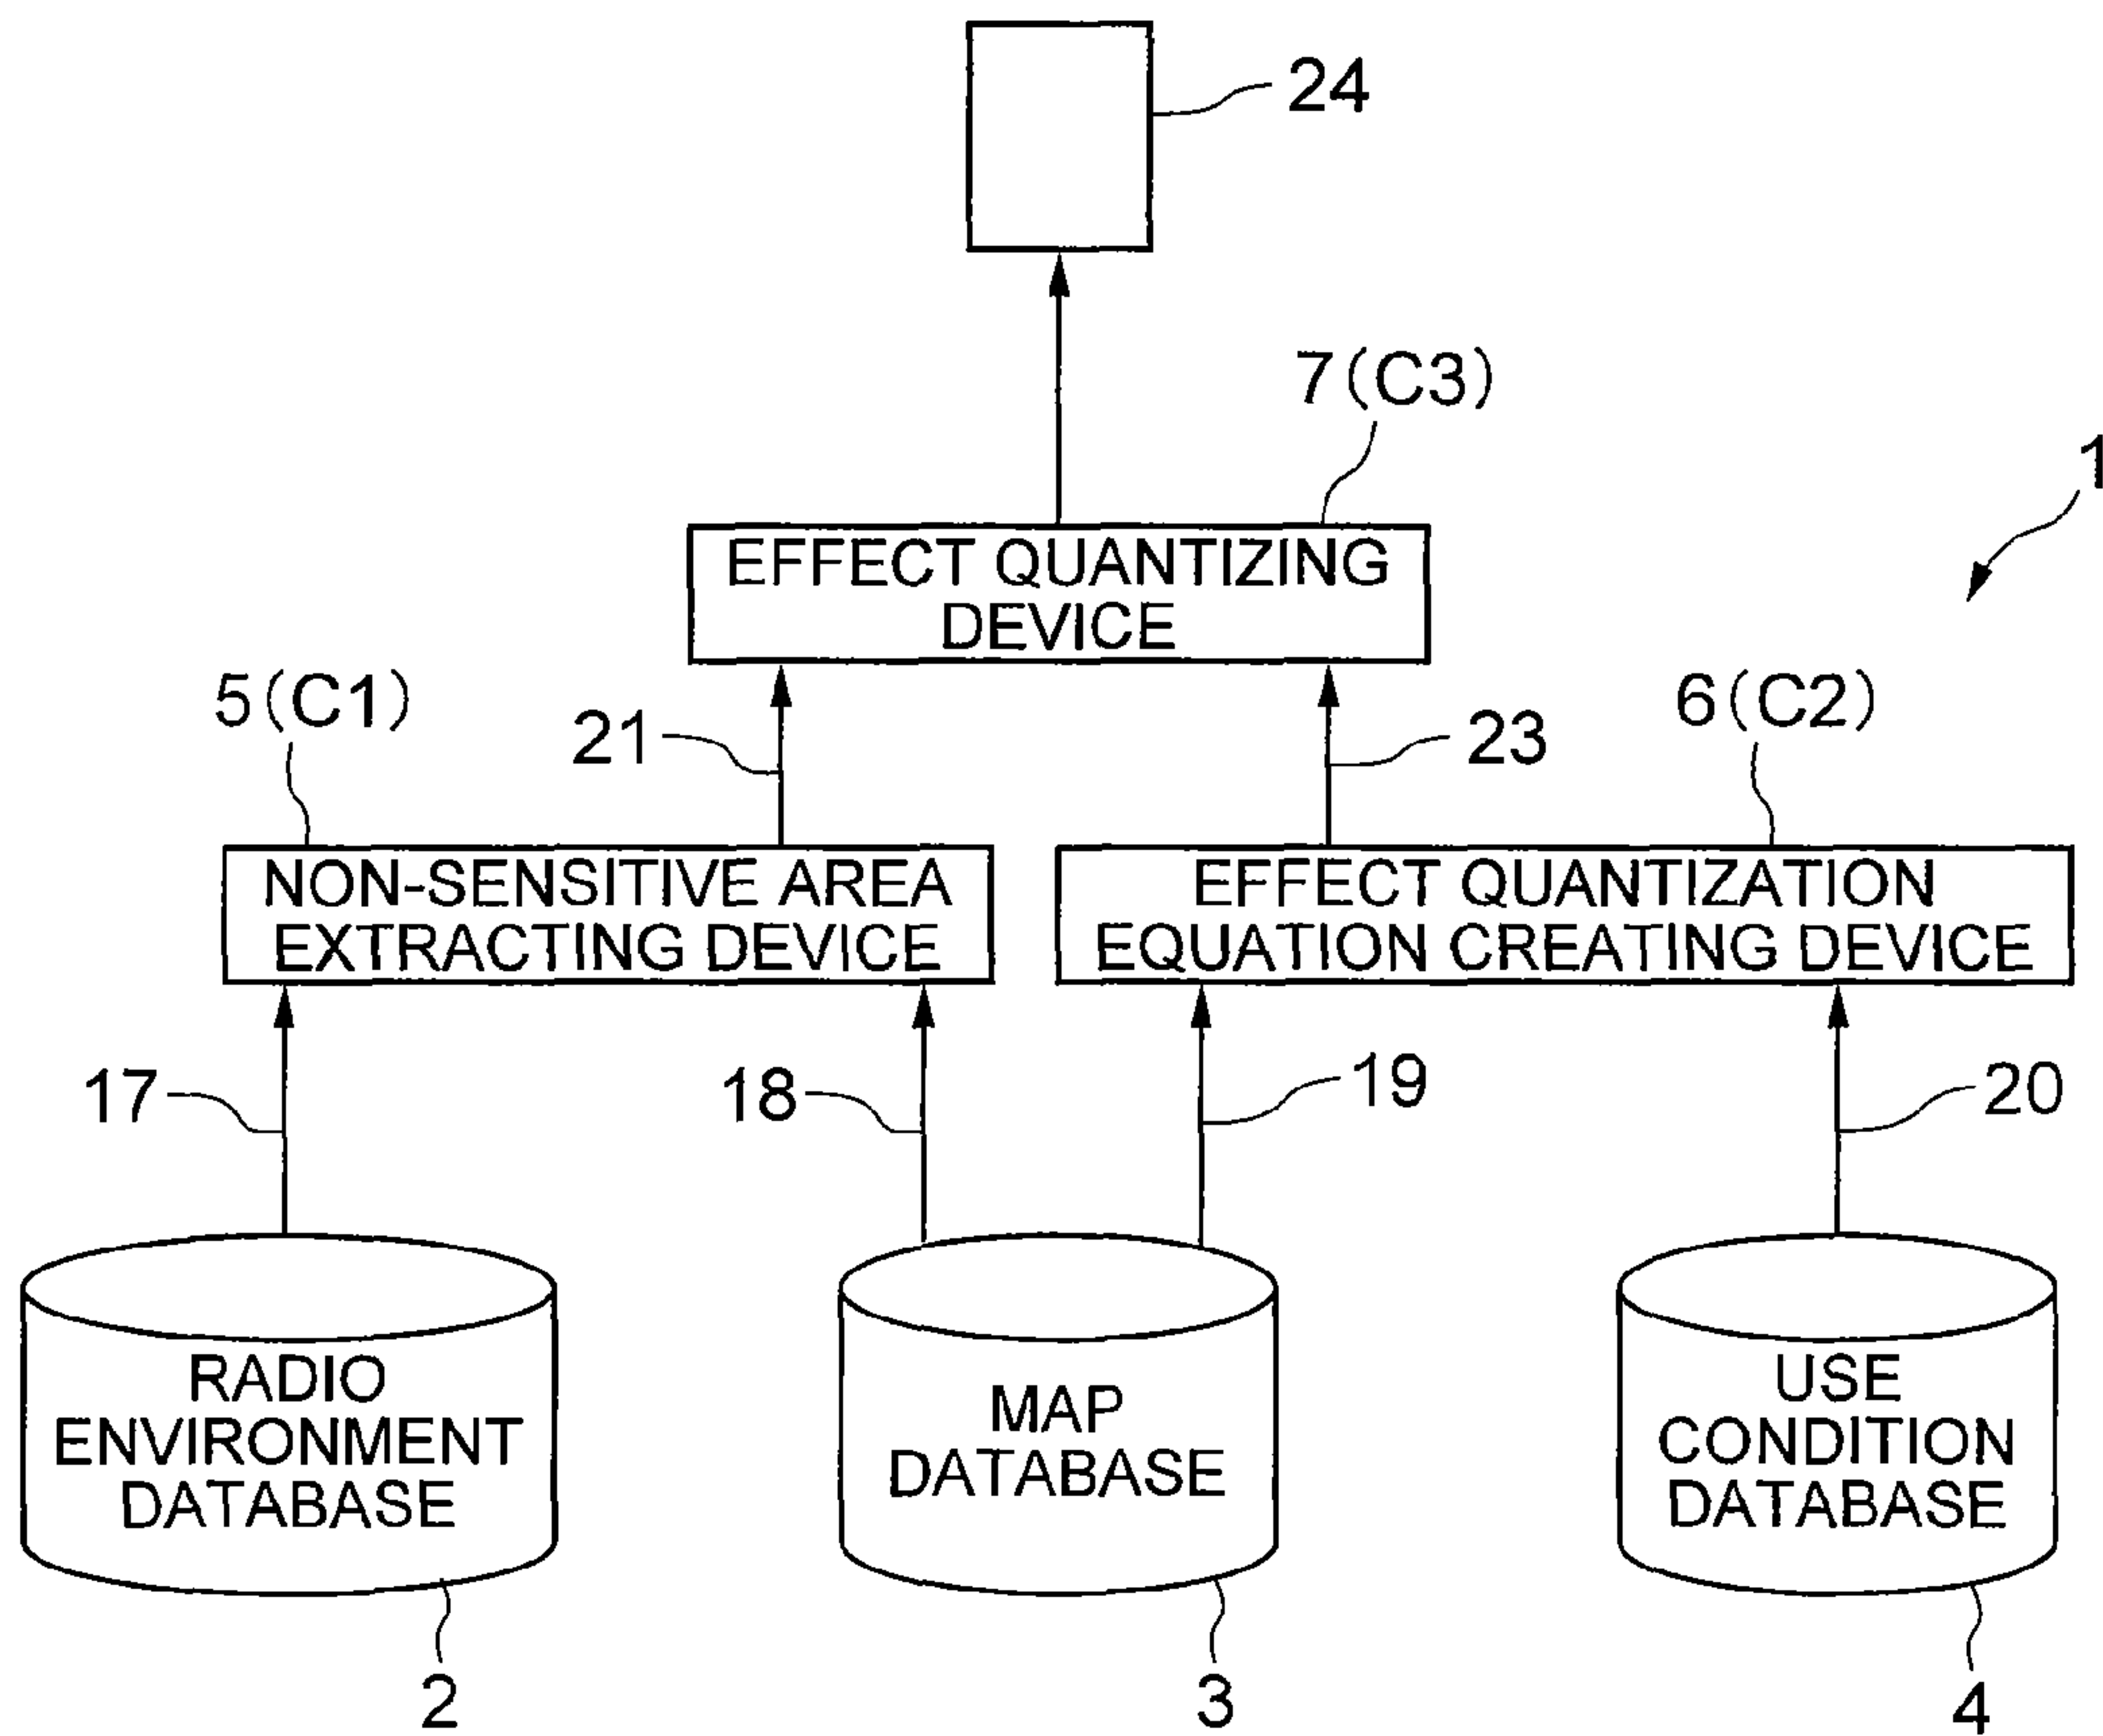 24
7(C3)
1
EFFECT QUANTIZING
DEVICE
5(C1)
21
23
6(C2)
NON-SENSITIVE AREA
EXTRACTING DEVICE
EFFECT QUANTIZATION
EQUATION CREATING DEVICE
17
18
19
20
RADIO
ENVIRONMENT
DATABASE
MAP
DATABASE
USE
CONDITION
DATABASE
2
3
4